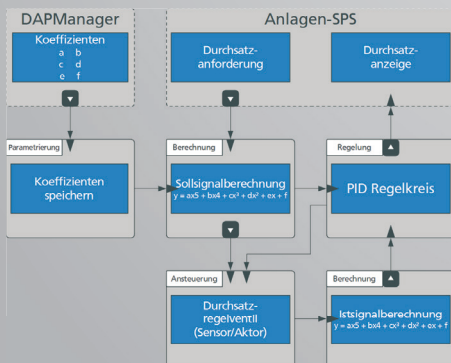 DAPManager
Anlagen-SPS
Koeffizienten
a b
c d
e f
Durchsatz-
anforderung
Durchsatz-
anzeige
Parametrierung
Koeffizienten
speichern
Berechnung
Sollsignalberechnung
y = ax5 + bx4 + cx³ + dx² + ex + f
Regelung
PID Regelkreis
Ansteuerung
Durchsatz-
regelventil
(Sensor/Aktor)
Berechnung
Istsignalberechnung
y = ax5 + bx4 + cx³ + dx² + ex + f